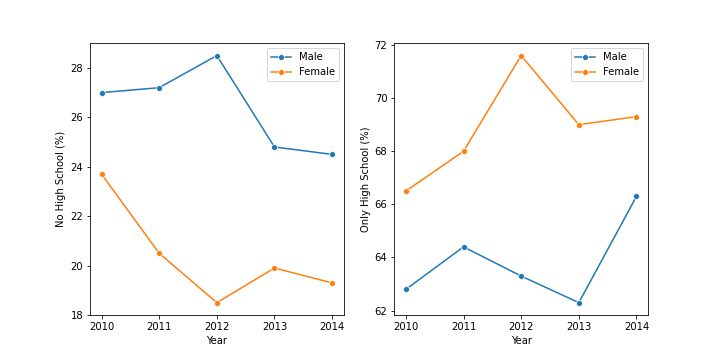 No High School (%)
28
26
24
22
20
18
2010 2011 2012 2013 2014
Year
Male
Female
Only High School (%)
72
70
68
66
64
62
2010 2011 2012 2013 2014
Year
Male
Female